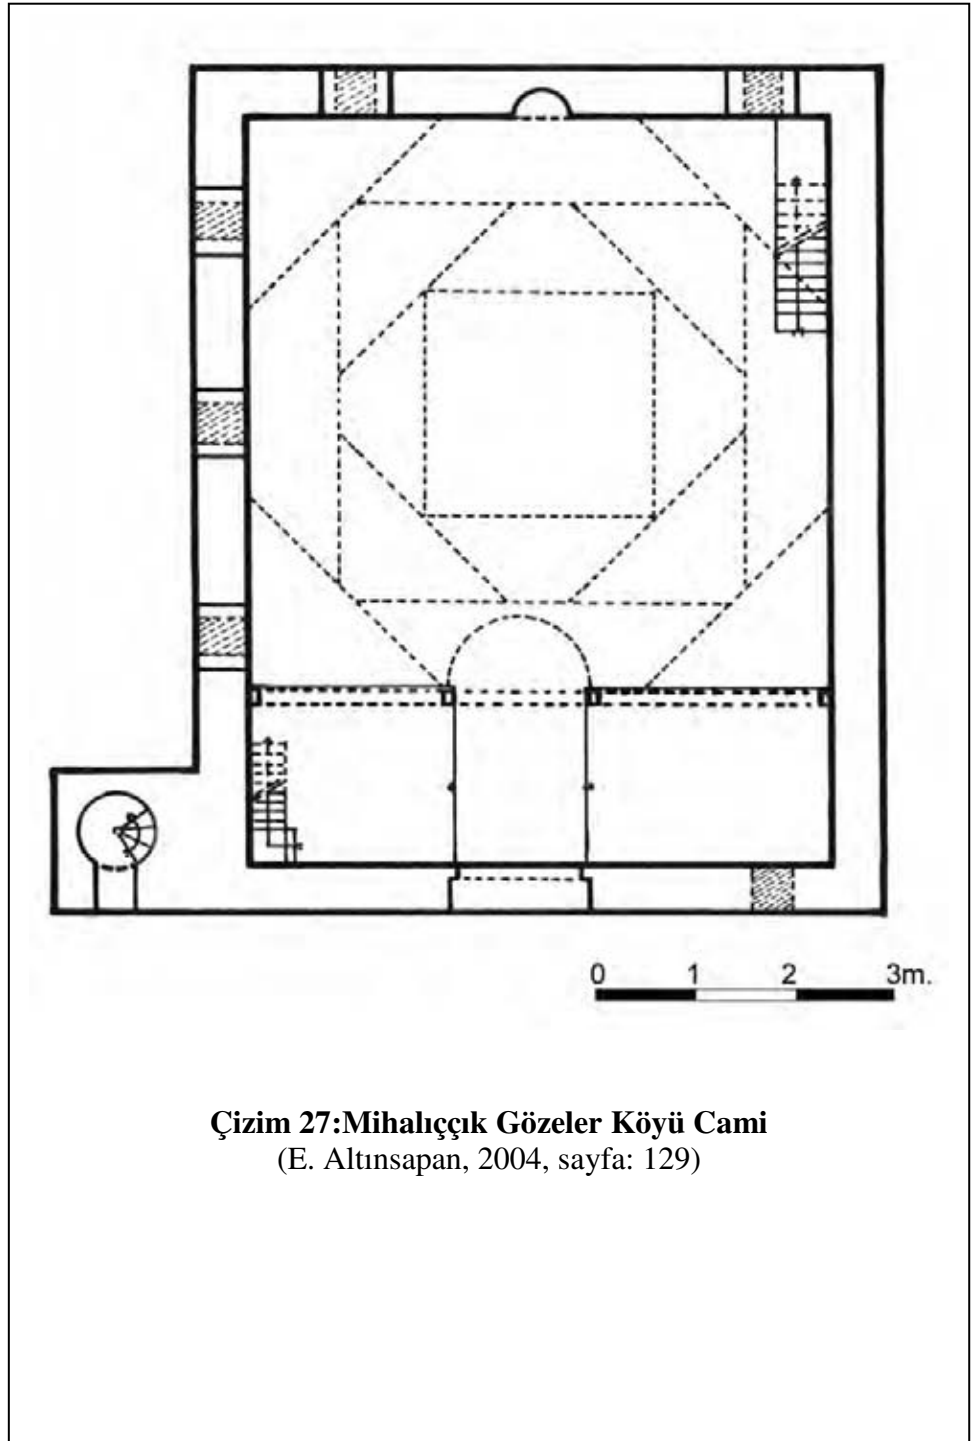 0 1 2 3m.
Çizim 27:Mihalıççık Gözeler Köyü Cami
(E. Altınsapan, 2004, sayfa: 129)